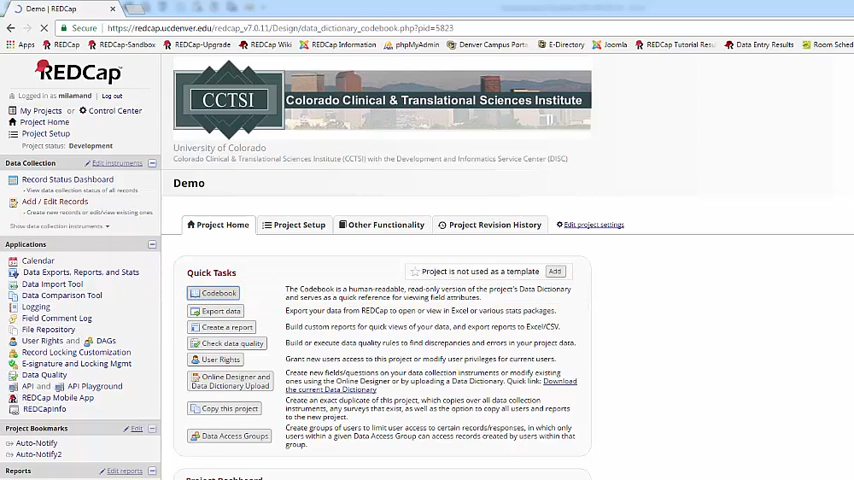 Demo | REDCap
Secure | https://redcap.ucdenver.edu/redcap_v7.0.11/Design/data_dictionary_codebook.php?pid=5823
Apps REDCap REDCap-Sandbox REDCap-Upgrade REDCap Wiki REDCap Information phpMyAdmin Denver Campus Portal E-Directory Joomla REDCap Tutorial Resu Data Entry Results Room Sched
REDCap
Logged in as milamand | Log out
My Projects or Control Center
Project Home
Project Setup
Project status: Development
Data Collection Edit instruments
Record Status Dashboard
- View data collection status of all records
Add / Edit Records
- Create new records or edit/view existing ones
Show data collection instruments
Applications
Calendar
Data Exports, Reports, and Stats
Data Import Tool
Data Comparison Tool
Logging
Field Comment Log
File Repository
User Rights and DAGs
Record Locking Customization
E-signature and Locking Mgmt
Data Quality
API and API Playground
REDCap Mobile App
REDCapInfo
Project Bookmarks Edit
Auto-Notify
Auto-Notify2
Reports Edit reports
CCTSI
Colorado Clinical & Translational Sciences Institute
University of Colorado
Colorado Clinical & Translational Sciences Institute (CCTSI) with the Development and Informatics Service Center (DISC)
Demo
Project Home Project Setup Other Functionality Project Revision History Edit project settings
Quick Tasks
Project is not used as a template Add
Codebook
The Codebook is a human-readable, read-only version of the project's Data Dictionary
and serves as a quick reference for viewing field attributes.
Export data
Export your data from REDCap to open or view in Excel or various stats packages.
Create a report
Build custom reports for quick views of your data, and export reports to Excel/CSV.
Check data quality
Build or execute data quality rules to find discrepancies and errors in your project data.
User Rights
Grant new users access to this project or modify user privileges for current users.
Online Designer and
Data Dictionary Upload
Create new fields/questions on your data collection instruments or modify existing
ones using the Online Designer or by uploading a Data Dictionary. Quick link: Download
the current Data Dictionary
Copy this project
Create an exact duplicate of this project, which copies over all data collection
instruments, any surveys that exist, as well as the option to copy all users and reports
to the new project.
Data Access Groups
Create groups of users to limit user access to certain records/responses, in which only
users within a given Data Access Group can access records created by users within that
group.
Project Dashboard